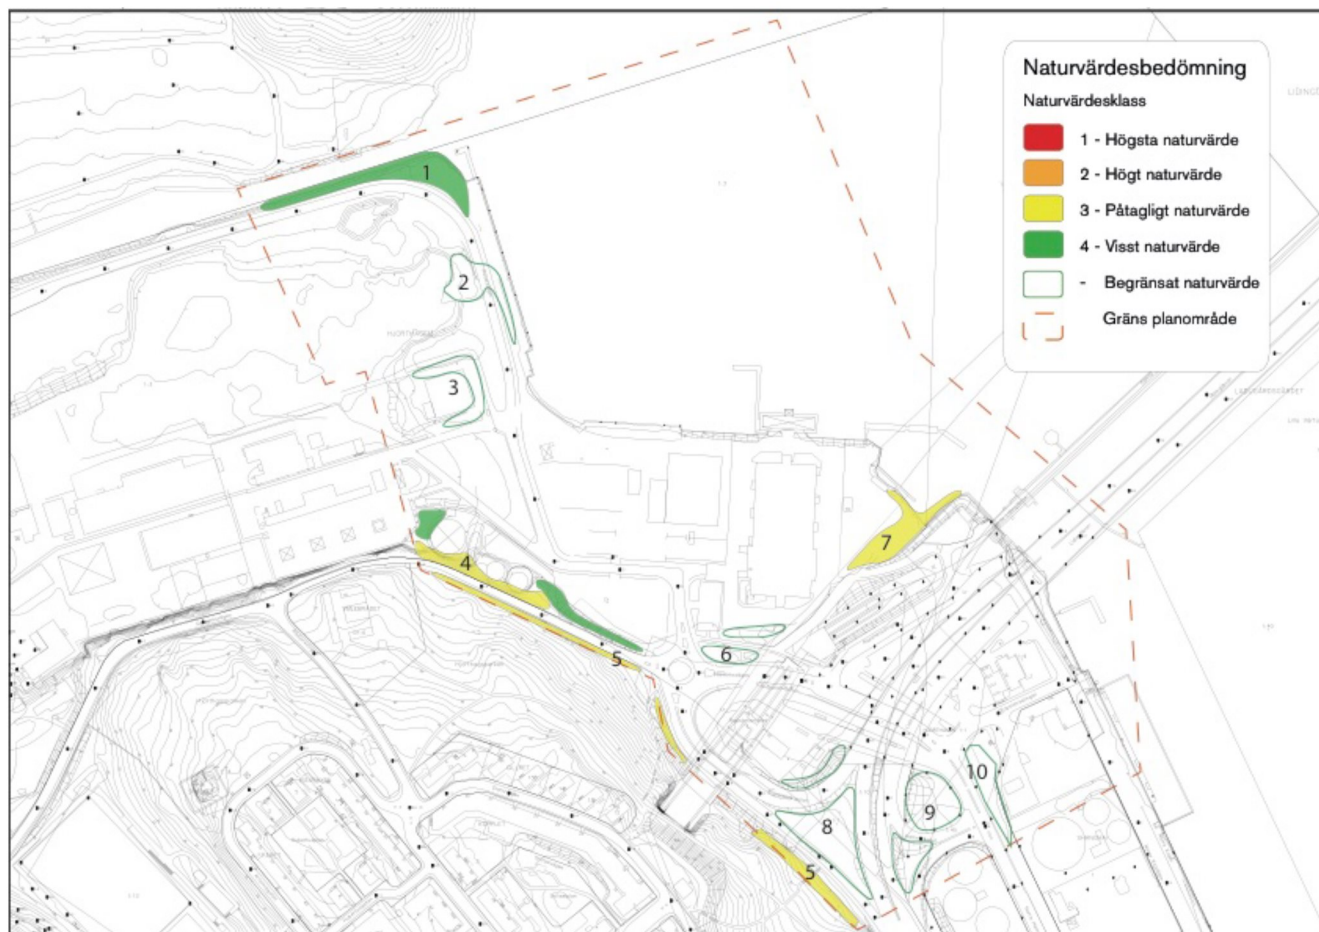 Naturvärdesbedömning
Naturvärdesklass
1 - Högsta naturvärde
2 - Högt naturvärde
3 - Påtagligt naturvärde
4 - Visst naturvärde
- Begränsat naturvärde
Gräns planområde
1
2
3
4
5
6
7
8
9
10
5